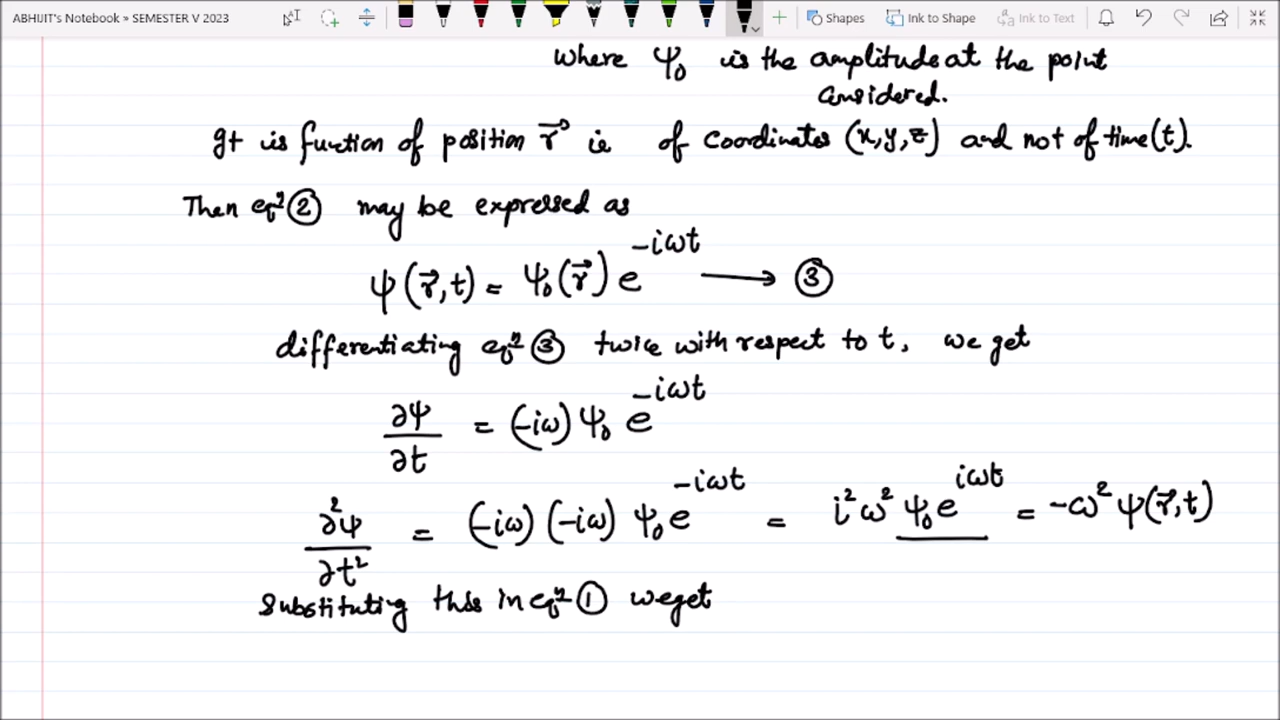 ABHIJIT's Notebook » SEMESTER V 2023 Shapes Ink to Shape Ink to Text
where ψ₀ is the amplitude at the point
considered.
It is function of position r⃗ ie of coordinates (x,y,z) and not of time(t).
Then eqⁿ ② may be expressed as
ψ(r⃗,t) = ψ₀(r⃗) e^{-iωt} ⟶ ③
differentiating eqⁿ ③ twice with respect to t, we get
∂ψ/∂t = (-iω) ψ₀ e^{-iωt}
∂²ψ/∂t² = (-iω)(-iω) ψ₀ e^{-iωt} = i²ω² ψ₀e^{iωt} = -ω² ψ(r⃗,t)
Substituting this in eqⁿ ① we get